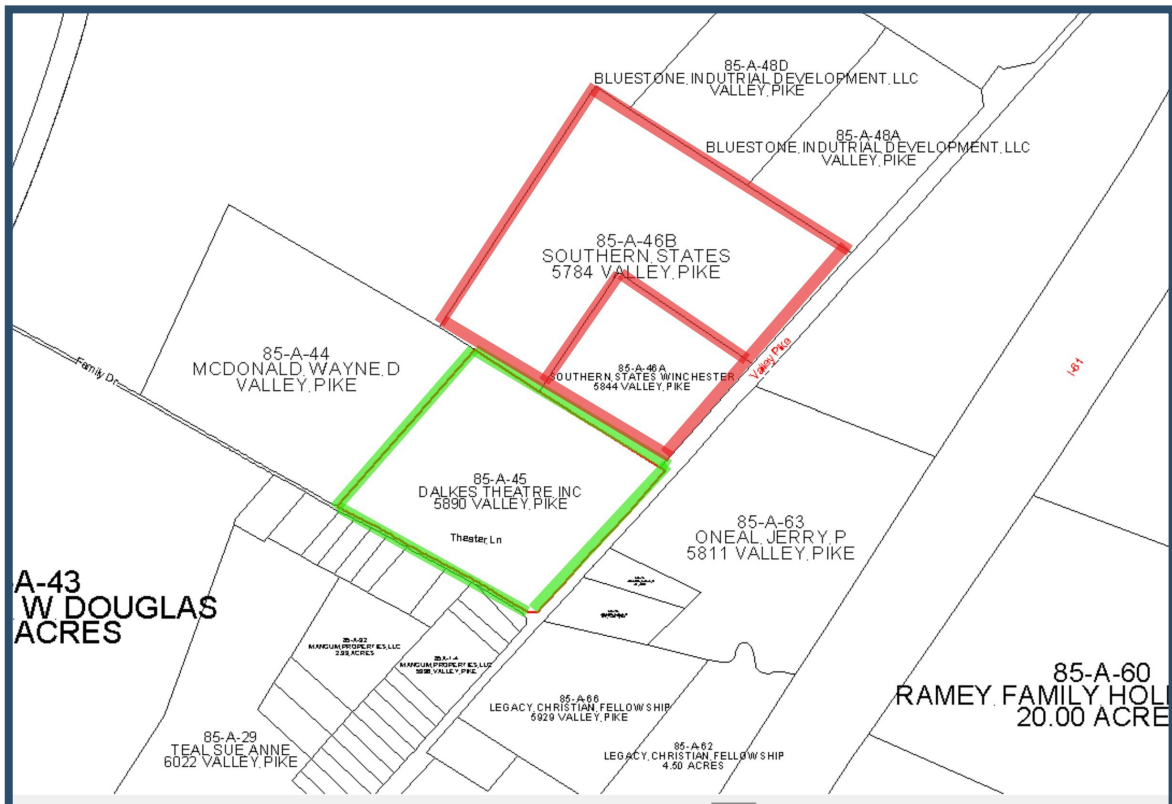 85-A-48D
BLUESTONE, INDUTRIAL DEVELOPMENT, LLC
VALLEY, PIKE
85-A-48A
BLUESTONE, INDUTRIAL DEVELOPMENT, LLC
VALLEY, PIKE
85-A-46B
SOUTHERN, STATES
5784 VALLEY, PIKE
85-A-46A
SOUTHERN, STATES WINCHESTER
5844 VALLEY, PIKE
Valley Pike
I-81
85-A-44
MCDONALD, WAYNE, D
VALLEY, PIKE
Family Dr
85-A-45
DALKES THEATRE, INC
5890 VALLEY, PIKE
Theater Ln
85-A-63
ONEAL, JERRY, P
5811 VALLEY, PIKE
A-43
W DOUGLAS
ACRES
85-A-92
MANGUM, PROPERTIES, LLC
MANGUM, PROPERTIES, LLC
VALLEY, PIKE
85-A-66
LEGACY, CHRISTIAN, FELLOWSHIP
5929 VALLEY, PIKE
85-A-62
LEGACY, CHRISTIAN, FELLOWSHIP
4.50 ACRES
85-A-60
RAMEY, FAMILY, HOL
20.00 ACRE
85-A-29
TEAL, SUE, ANNE
6022 VALLEY, PIKE